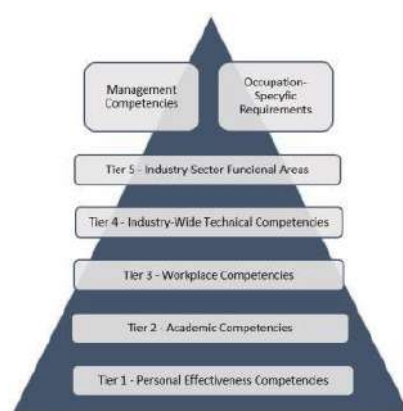 Management
Competencies
Occupation-
Specyfic
Requirements
Tier 5 - Industry Sector Funcional Areas
Tier 4 - Industry-Wide Technical Competencies
Tier 3 - Workplace Competencies
Tier 2 - Academic Competencies
Tier 1 - Personal Effectiveness Competencies